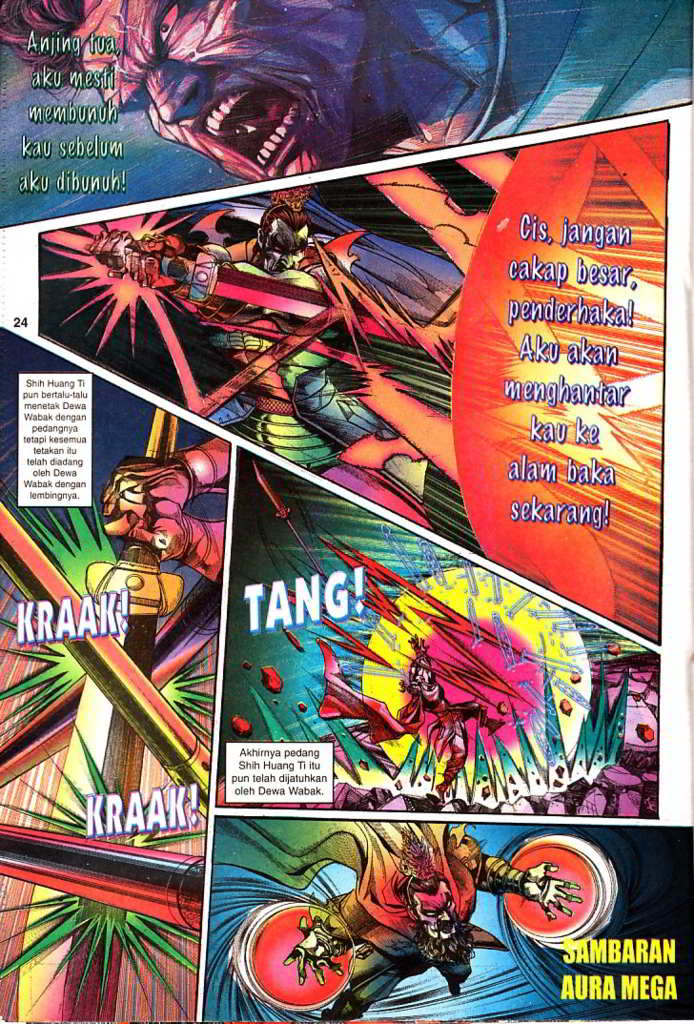 Anjing tua,
aku mesti
membunuh
kau sebelum
aku dibunuh!
Cis, jangan
cakap besar,
penderhaka!
Aku akan
menghantar
kau ke
alam baka
sekarang!
24
Shih Huang Ti
pun bertalu-talu
menetak Dewa
Wabak dengan
pedangnya
tetapi kesemua
tetakan itu
telah diadang
oleh Dewa
Wabak dengan
lembingnya.
KRAAK!
KRAAK!
TANG!
Akhirnya pedang
Shih Huang Ti itu
pun telah dijatuhkan
oleh Dewa Wabak.
SAMBARAN
AURA MEGA